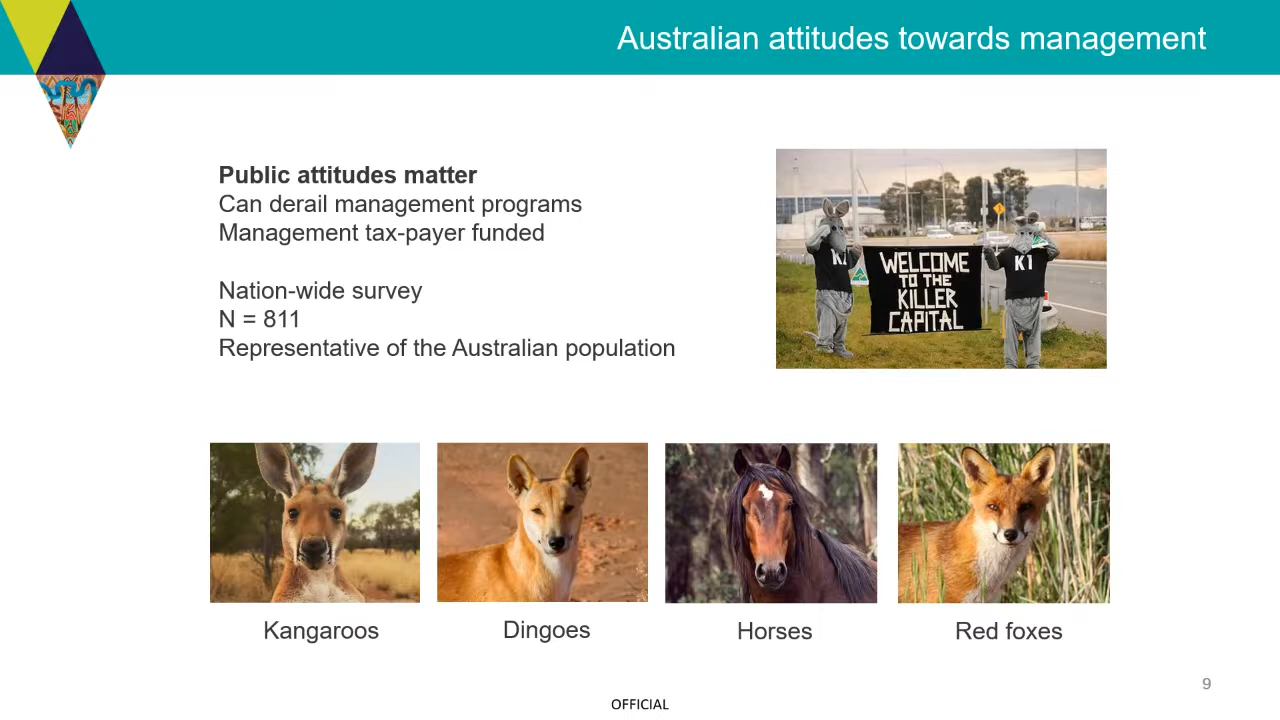 Australian attitudes towards management
Public attitudes matter
Can derail management programs
Management tax-payer funded
Nation-wide survey
N = 811
Representative of the Australian population
K1
WELCOME
TO THE
KILLER
CAPITAL
Kangaroos
Dingoes
Horses
Red foxes
9
OFFICIAL